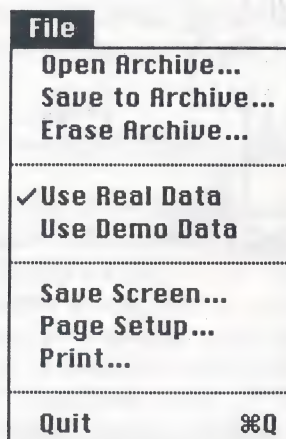 File
Open Archive...
Save to Archive...
Erase Archive...
✓Use Real Data
Use Demo Data
Save Screen...
Page Setup...
Print...
Quit ⌘Q